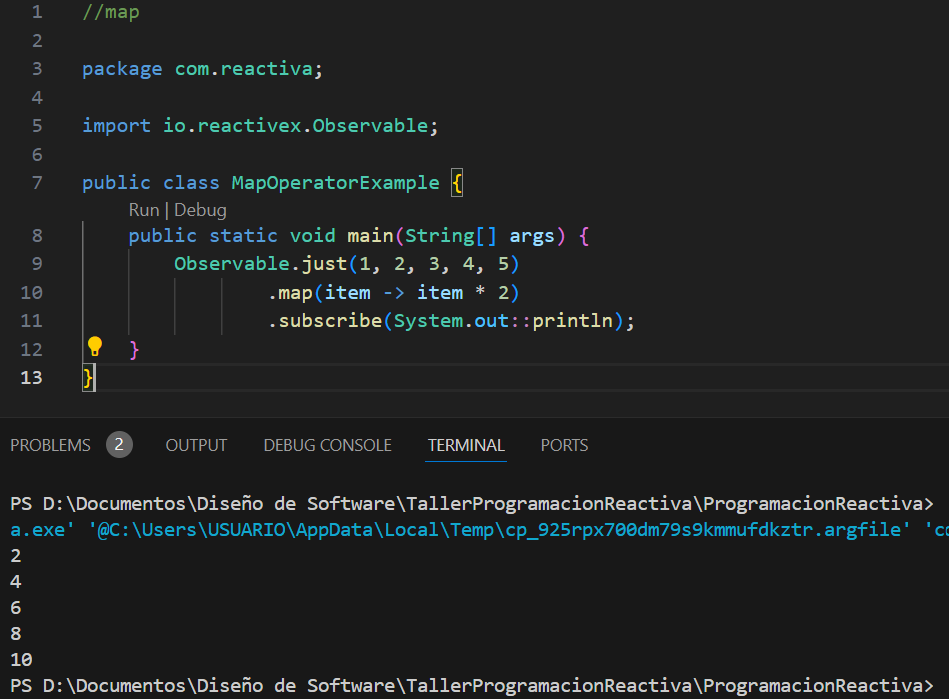 1 //map
2
3 package com.reactiva;
4
5 import io.reactivex.Observable;
6
7 public class MapOperatorExample {
Run | Debug
8 public static void main(String[] args) {
9 Observable.just(1, 2, 3, 4, 5)
10 .map(item -> item * 2)
11 .subscribe(System.out::println);
12 }
13 }
PROBLEMS 2 OUTPUT DEBUG CONSOLE TERMINAL PORTS
PS D:\Documentos\Diseño de Software\TallerProgramacionReactiva\ProgramacionReactiva>
a.exe' '@C:\Users\USUARIO\AppData\Local\Temp\cp_925rpx700dm79s9kmmufdkztr.argfile' 'co
2
4
6
8
10
PS D:\Documentos\Diseño de Software\TallerProgramacionReactiva\ProgramacionReactiva>